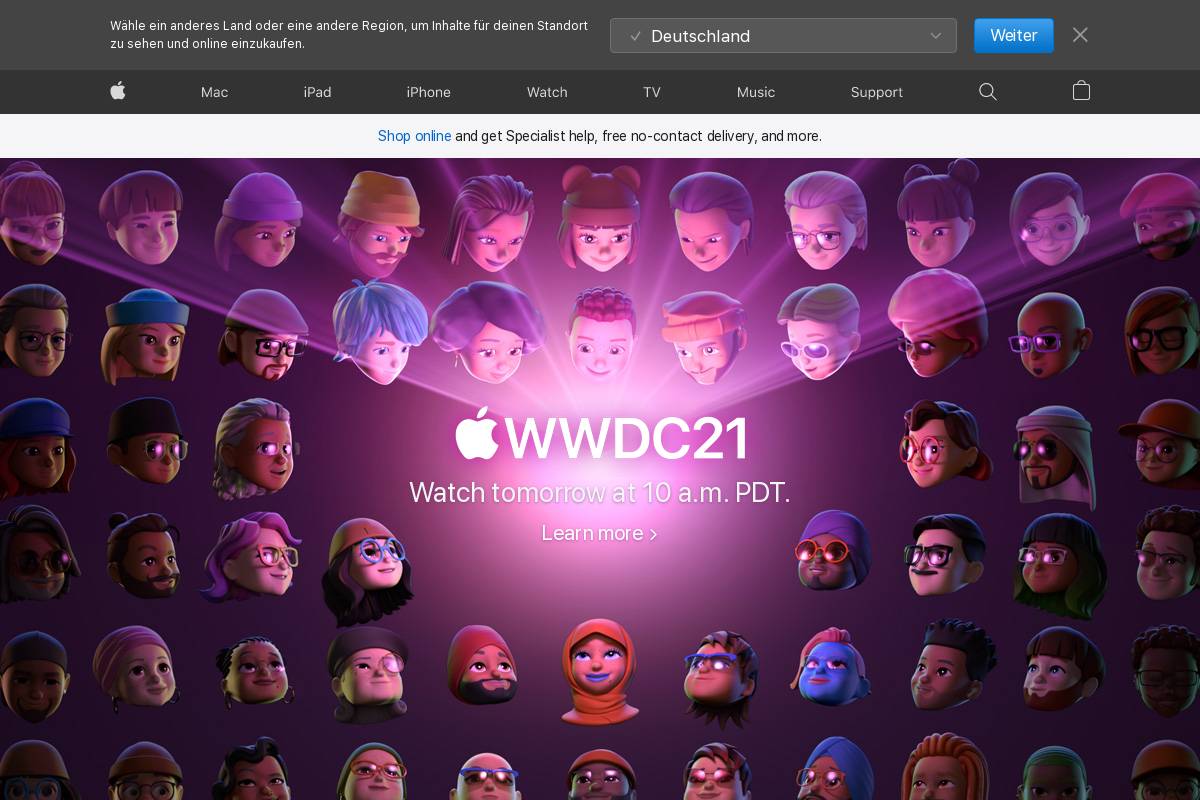 Wähle ein anderes Land oder eine andere Region, um Inhalte für deinen Standort
zu sehen und online einzukaufen.
Deutschland
Weiter
Mac
iPad
iPhone
Watch
TV
Music
Support
Shop online and get Specialist help, free no-contact delivery, and more.
WWDC21
Watch tomorrow at 10 a.m. PDT.
Learn more